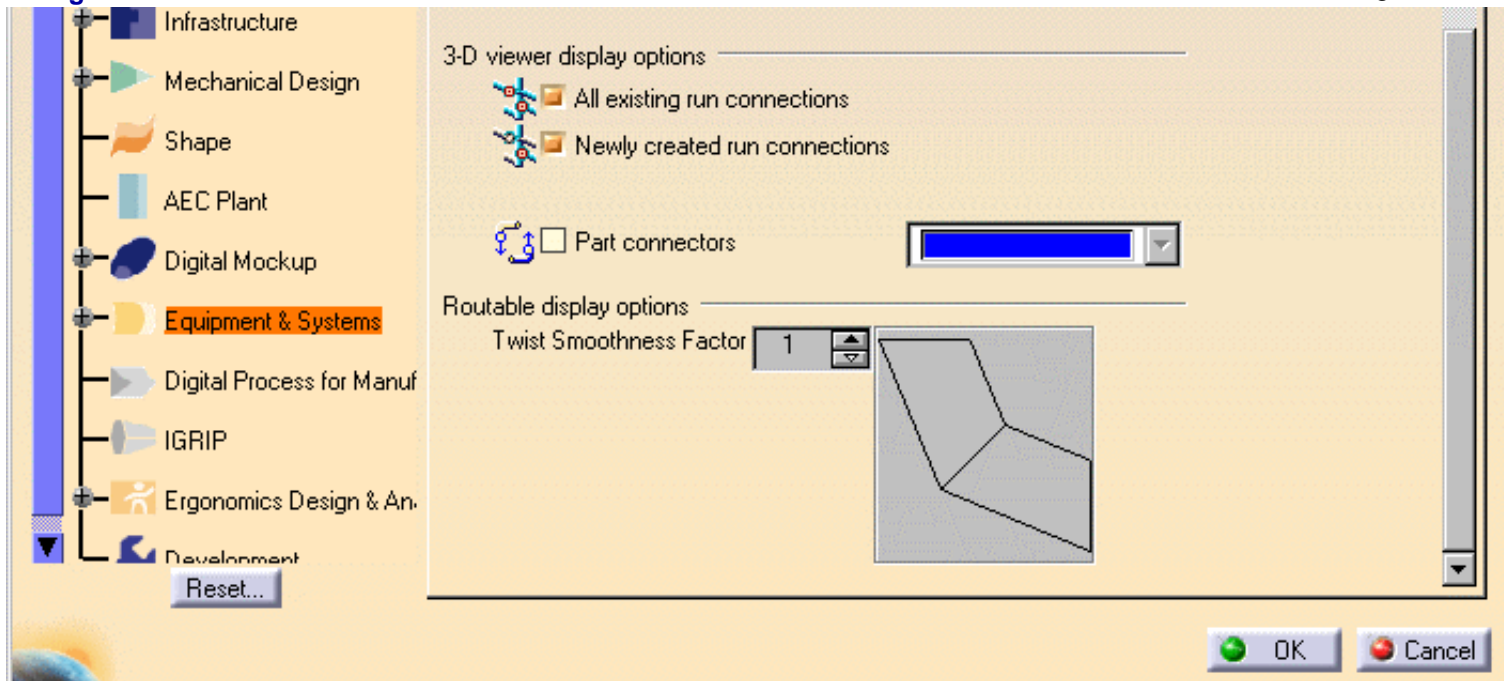 Infrastructure
Mechanical Design
Shape
AEC Plant
Digital Mockup
Equipment & Systems
Digital Process for Manuf
IGRIP
Ergonomics Design & An
Development
Reset...
3-D viewer display options
All existing run connections
Newly created run connections
Part connectors
Routable display options
Twist Smoothness Factor 1
OK
Cancel